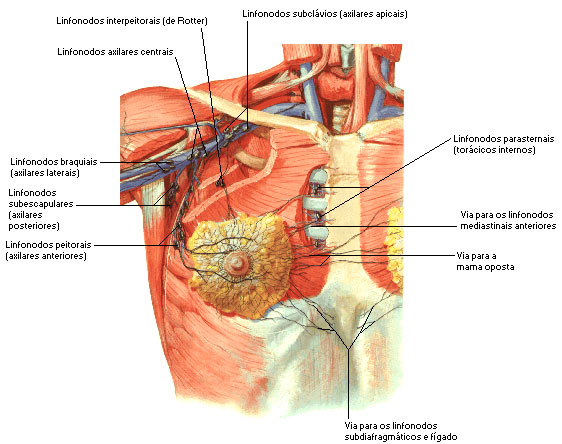 Linfonodos subclávios (axilares apicais)
Linfonodos interpeitorais (de Rotter)
Linfonodos axilares centrais
Linfonodos parasternais
(torácicos internos)
Linfonodos braquiais
(axilares laterais)
Linfonodos
subescapulares
(axilares
posteriores)
Via para os linfonodos
mediastinais anteriores
Linfonodos peitorais
(axilares anteriores)
Via para a
mama oposta
Via para os linfonodos
subdiafragmáticos e fígado